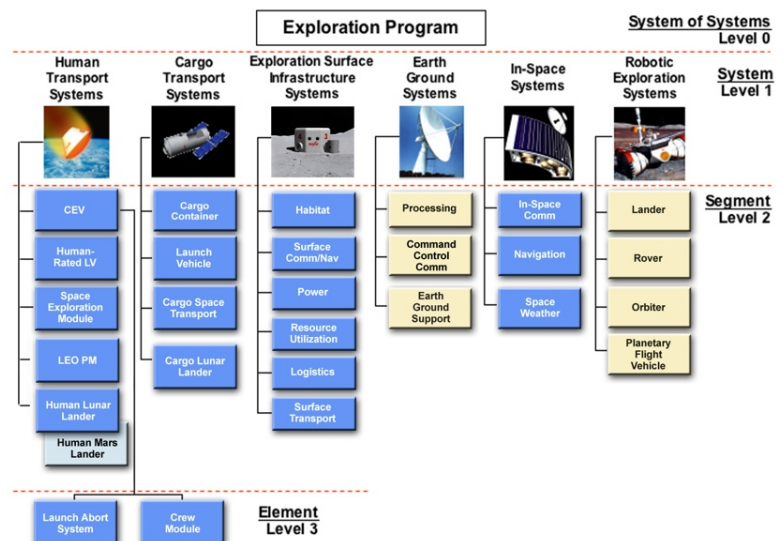 Exploration Program
System of Systems
Level 0
Human
Transport
Systems
Cargo
Transport
Systems
Exploration Surface
Infrastructure
Systems
Earth
Ground
Systems
In-Space
Systems
Robotic
Exploration
Systems
System
Level 1
Segment
Level 2
CEV
Human-
Rated LV
Space
Exploration
Module
LEO PM
Human Lunar
Lander
Human Mars
Lander
Cargo
Container
Launch
Vehicle
Cargo Space
Transport
Cargo Lunar
Lander
Habitat
Surface
Comm/Nav
Power
Resource
Utilization
Logistics
Surface
Transport
Processing
Command
Control
Comm
Earth
Ground
Support
In-Space
Comm
Navigation
Space
Weather
Lander
Rover
Orbiter
Planetary
Flight
Vehicle
Element
Level 3
Launch Abort
System
Crew
Module